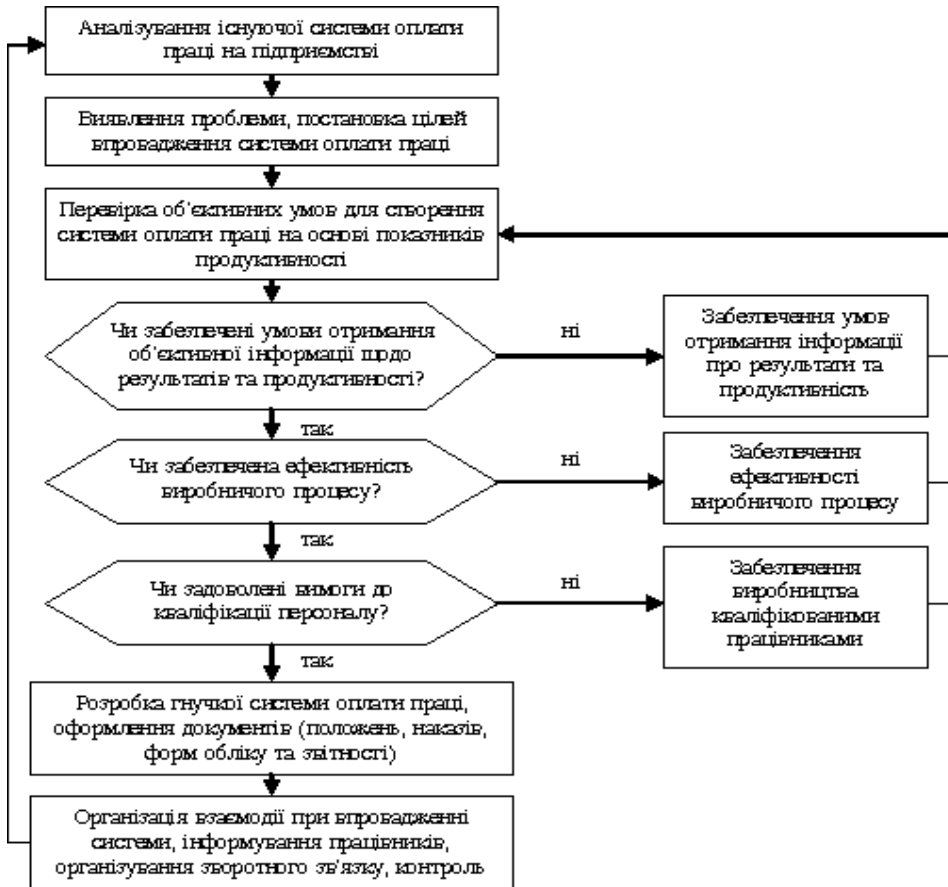 Аналізування існуючої системи оплати
праці на підприємстві
Виявлення проблеми, постановка цілей
впровадження системи оплати праці
Перевірка об'єктивних умов для створення
системи оплати праці на основі показників
продуктивності
Чи забезпечені умови отримання
об'єктивної інформації щодо
результатів та продуктивності?
ні
Забезпечення умов
отримання інформації
про результати та
продуктивність
так
Чи забезпечена ефективність
виробничого процесу?
ні
Забезпечення
ефективності
виробничого процесу
так
Чи задоволені вимоги до
кваліфікації персоналу?
ні
Забезпечення
виробництва
кваліфікованими
працівниками
так
Розробка гнучкої системи оплати праці,
оформлення документів (положень, наказів,
форм обліку та звітності)
Організація взаємодії при впровадженні
системи, інформування працівників,
організування зворотного зв'язку, контроль